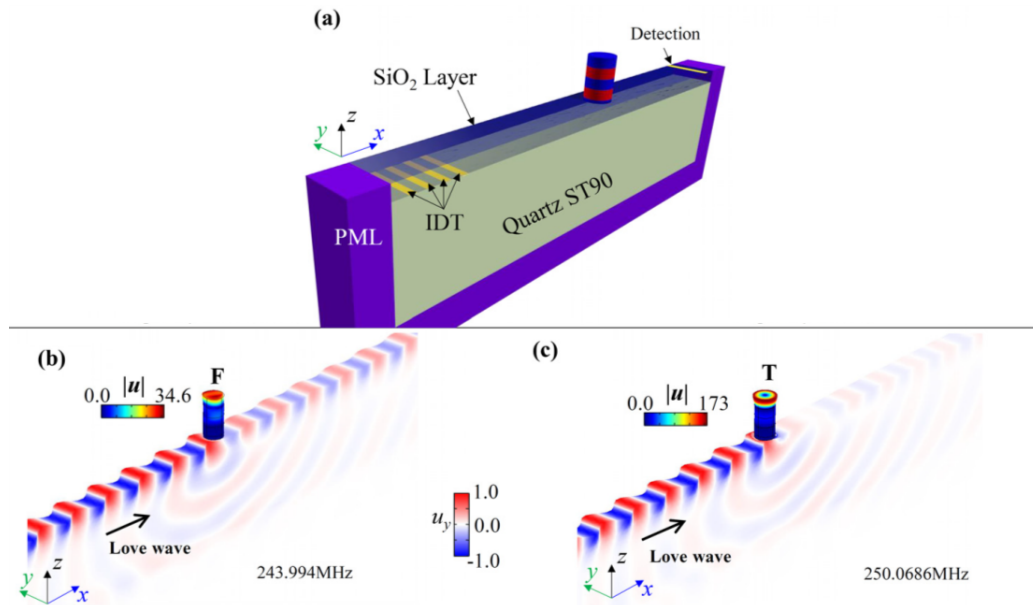 (a)
Detection
SiO₂ Layer
z
y
x
IDT
PML
Quartz ST90
(b)
F
|u|
0.0
34.6
Love wave
z
y
x
243.994MHz
u_y
1.0
0.0
-1.0
(c)
T
|u|
0.0
173
Love wave
z
y
x
250.0686MHz